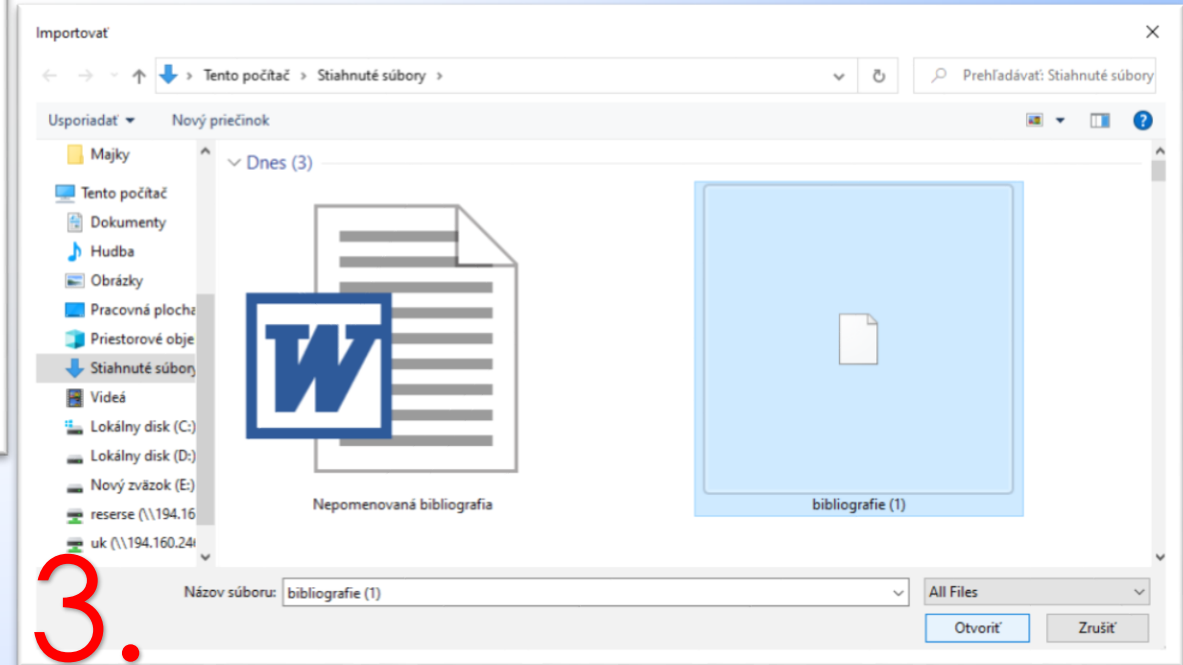 Importovať
Tento počítač › Stiahnuté súbory ›
Prehľadávať: Stiahnuté súbory
Usporiadať
Nový priečinok
Majky
Tento počítač
Dokumenty
Hudba
Obrázky
Pracovná plocha
Priestorové obje
Stiahnuté súbory
Videá
Lokálny disk (C:)
Lokálny disk (D:)
Nový zväzok (E:)
reserse (\\194.16
uk (\\194.160.24
Dnes (3)
W
Nepomenovaná bibliografia
bibliografie (1)
3.
Názov súboru: bibliografie (1)
All Files
Otvoriť
Zrušiť